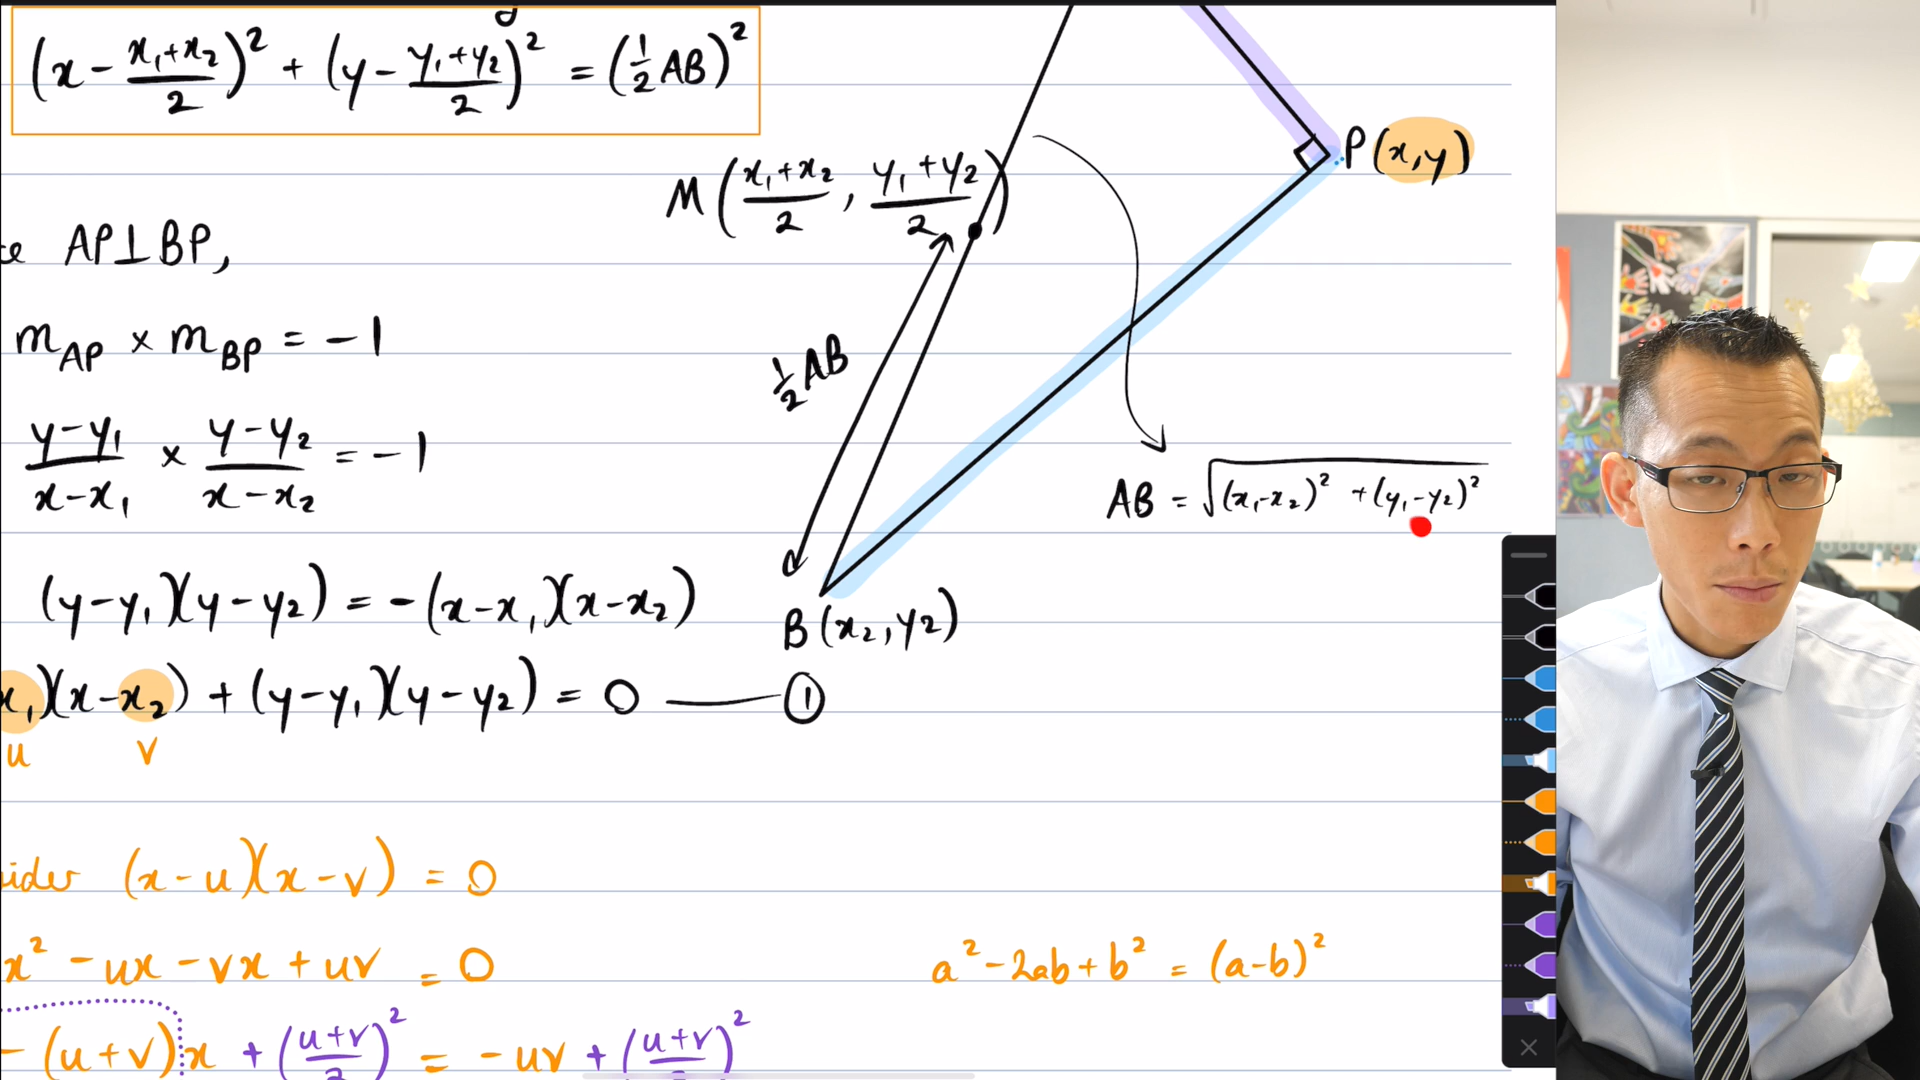 (x - (x₁+x₂)/2)² + (y - (y₁+y₂)/2)² = (½AB)²
P(x,y)
M((x₁+x₂)/2, (y₁+y₂)/2)
AP⊥BP,
m_AP × m_BP = -1
½AB
(y-y₁)/(x-x₁) × (y-y₂)/(x-x₂) = -1
AB = √((x₁-x₂)² + (y₁-y₂)²)
(y-y₁)(y-y₂) = -(x-x₁)(x-x₂)
B(x₂,y₂)
x₁)(x-x₂) + (y-y₁)(y-y₂) = 0 — ①
u v
(x-u)(x-v) = 0
x² - ux - vx + uv = 0
a² - 2ab + b² = (a-b)²
- (u+v)x + ((u+v)/2)² = -uv + ((u+v)/2)²